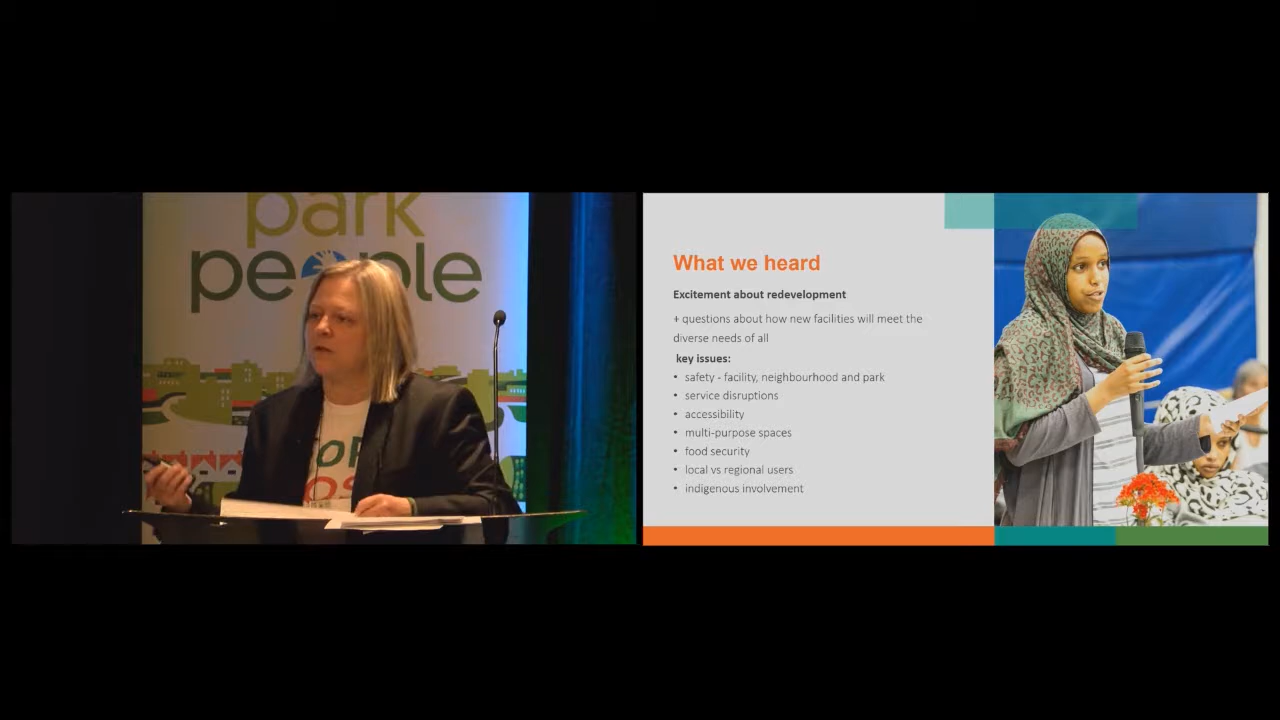 park
people
What we heard
Excitement about redevelopment
+ questions about how new facilities will meet the
diverse needs of all
key issues:
• safety - facility, neighbourhood and park
• service disruptions
• accessibility
• multi-purpose spaces
• food security
• local vs regional users
• indigenous involvement